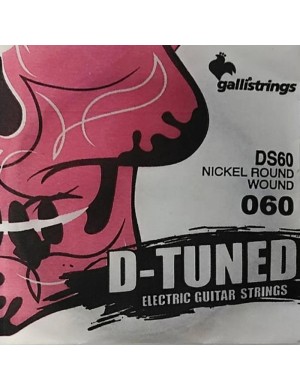 gallistrings
DS60
NICKEL ROUND
WOUND
060
D-TUNED
ELECTRIC GUITAR STRINGS